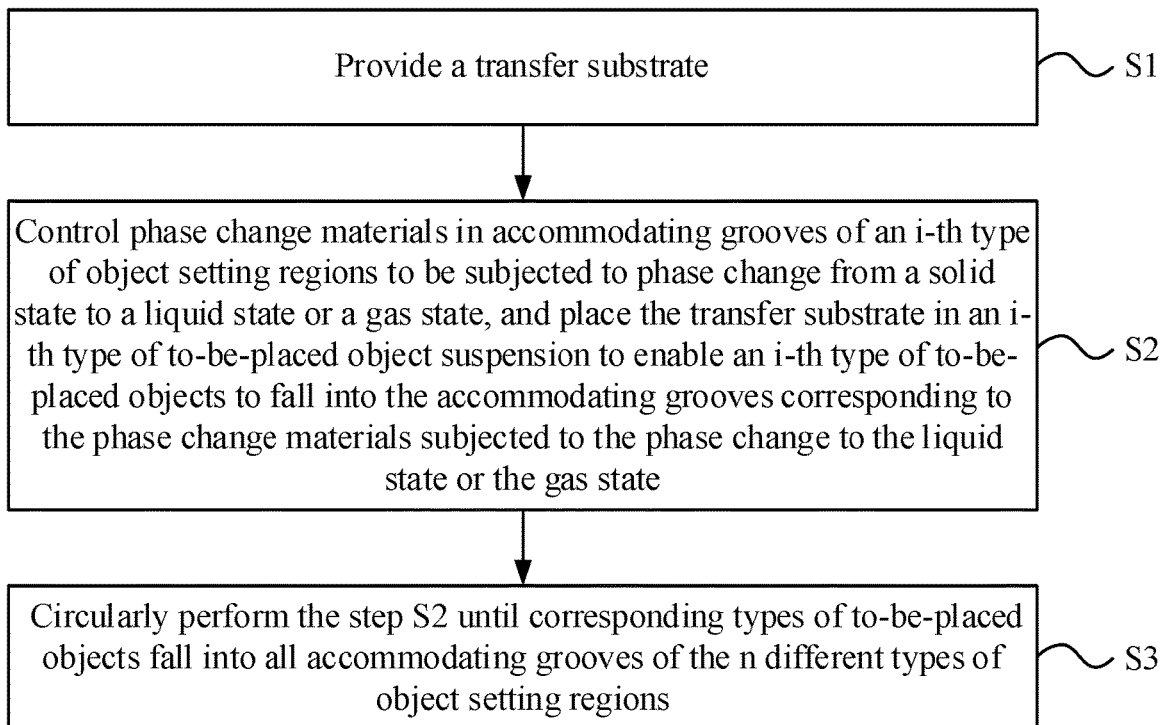 Provide a transfer substrate
S1
Control phase change materials in accommodating grooves of an i-th type
of object setting regions to be subjected to phase change from a solid
state to a liquid state or a gas state, and place the transfer substrate in an i-
th type of to-be-placed object suspension to enable an i-th type of to-be-
placed objects to fall into the accommodating grooves corresponding to
the phase change materials subjected to the phase change to the liquid
state or the gas state
S2
Circularly perform the step S2 until corresponding types of to-be-placed
objects fall into all accommodating grooves of the n different types of
object setting regions
S3